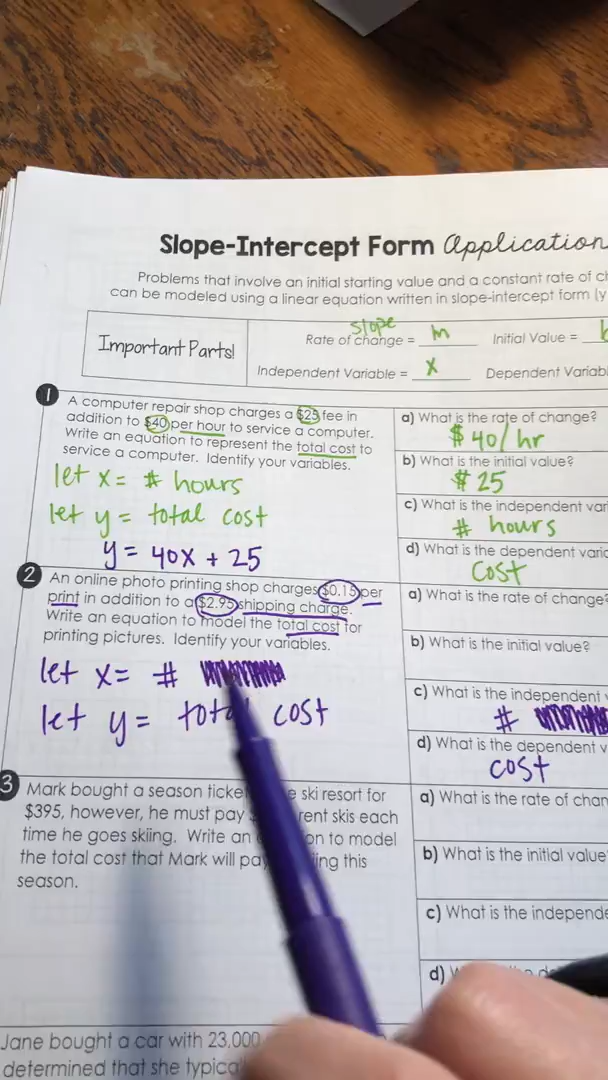 Slope-Intercept Form Application
Problems that involve an initial starting value and a constant rate of
can be modeled using a linear equation written in slope-intercept form (y
Important Parts!
slope
Rate of change = m
Initial Value =
Independent Variable = x
Dependent
1
A computer repair shop charges a $25 fee in
addition to $40 per hour to service a computer.
Write an equation to represent the total cost to
service a computer. Identify your variables.
let x = # hours
let y = total cost
y = 40x + 25
a) What is the rate of change?
$40/hr
b) What is the initial value?
$25
c) What is the independent
# hours
d) What is the dependent
cost
2
An online photo printing shop charges $0.15 per
print in addition to a $2.95 shipping charge.
Write an equation to model the total cost for
printing pictures. Identify your variables.
let x = #
let y = total cost
a) What is the rate of change?
b) What is the initial value?
c) What is the independent
#
d) What is the dependent
cost
3
Mark bought a season ski resort for
$395, however, he must pay rent skis each
time he goes skiing. Write an to model
the total cost that Mark will this
season.
a) What is the rate of
b) What is the initial value
c) What is the
d)
Jane bought a car with 23,000
determined that she